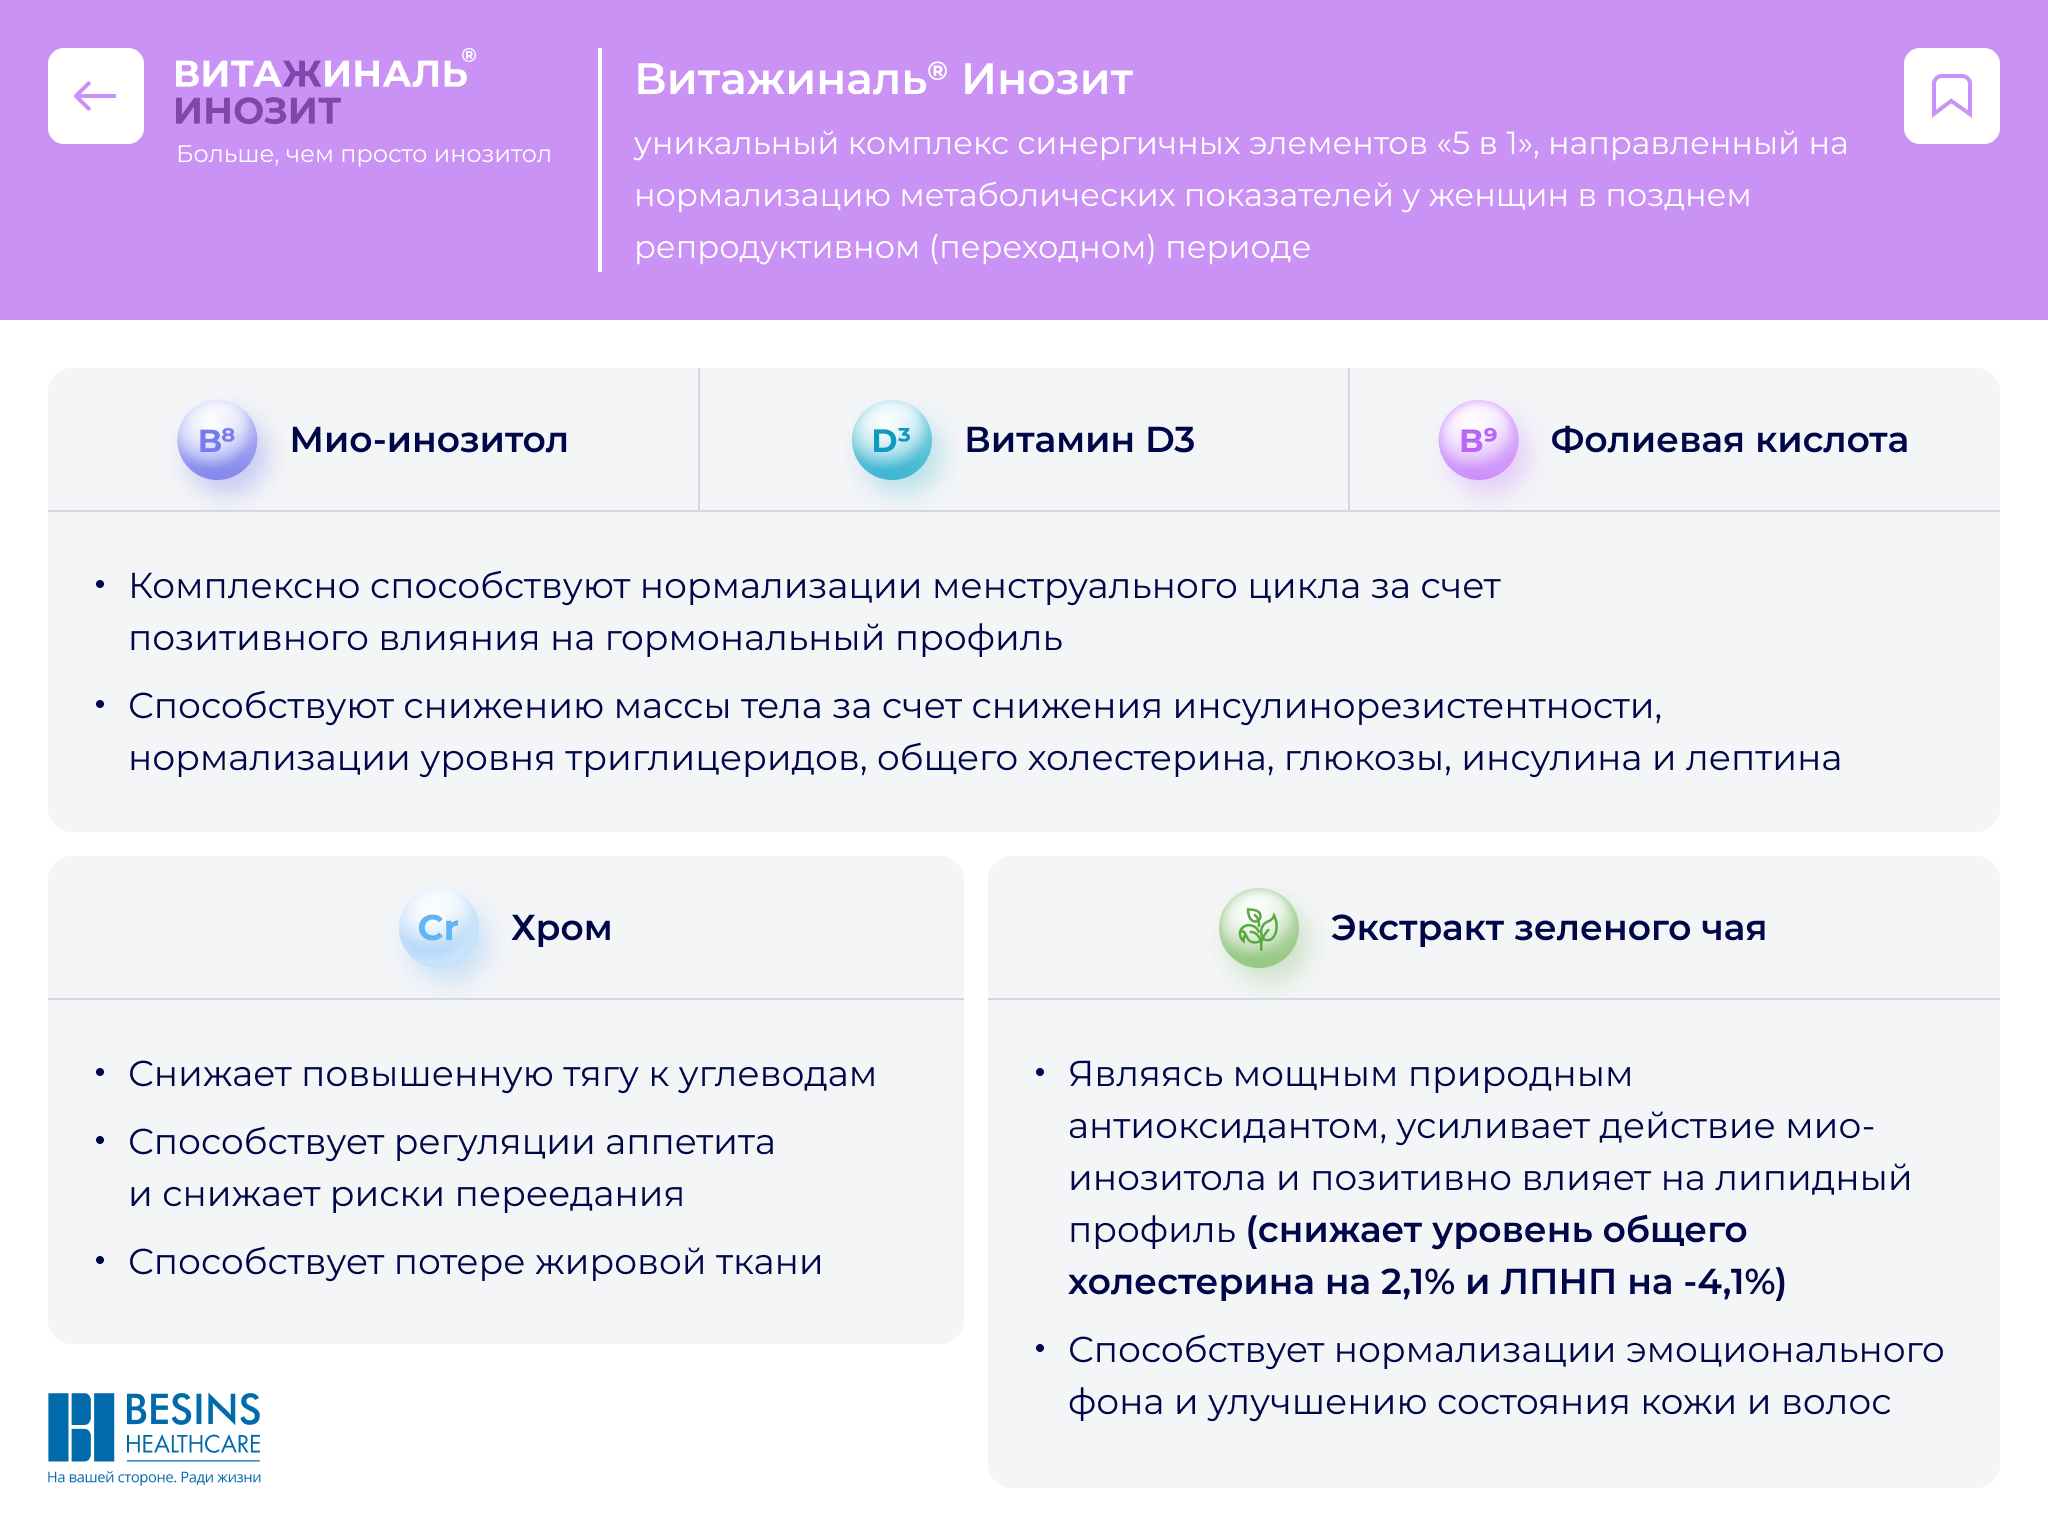 ВИТАЖИНАЛЬ®
ИНОЗИТ
Больше, чем просто инозитол
Витажиналь® Инозит
уникальный комплекс синергичных элементов «5 в 1», направленный на
нормализацию метаболических показателей у женщин в позднем
репродуктивном (переходном) периоде
B⁸ Мио-инозитол
D³ Витамин D3
B⁹ Фолиевая кислота
• Комплексно способствуют нормализации менструального цикла за счет
позитивного влияния на гормональный профиль
• Способствуют снижению массы тела за счет снижения инсулинорезистентности,
нормализации уровня триглицеридов, общего холестерина, глюкозы, инсулина и лептина
Cr Хром
• Снижает повышенную тягу к углеводам
• Способствует регуляции аппетита
и снижает риски переедания
• Способствует потере жировой ткани
Экстракт зеленого чая
• Являясь мощным природным
антиоксидантом, усиливает действие мио-
инозитола и позитивно влияет на липидный
профиль (снижает уровень общего
холестерина на 2,1% и ЛПНП на -4,1%)
• Способствует нормализации эмоционального
фона и улучшению состояния кожи и волос
BESINS
HEALTHCARE
На вашей стороне. Ради жизни